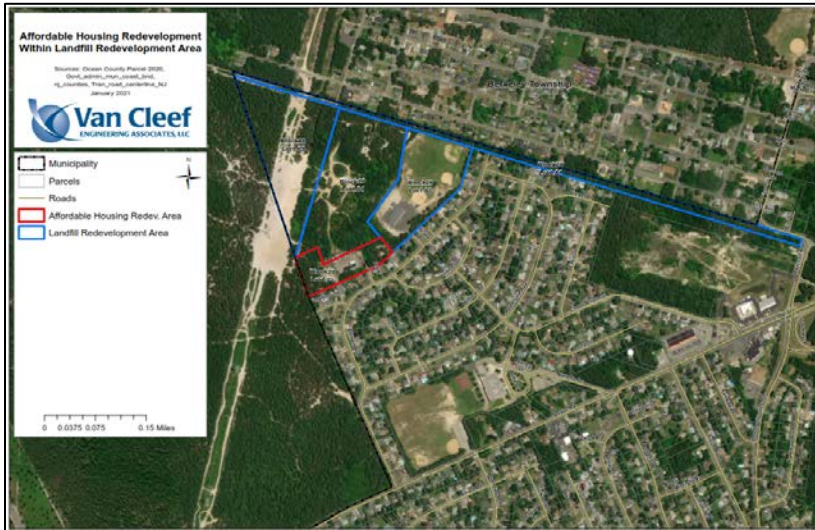 Affordable Housing Redevelopment
Within Landfill Redevelopment Area
Sources: Ocean County Parcel 2020,
Govt_admin_mun_coast_bnd,
nj_counties, Tran_road_centerline_NJ
January 2021
Van Cleef
ENGINEERING ASSOCIATES, LLC
Municipality
Parcels
Roads
Affordable Housing Redev. Area
Landfill Redevelopment Area
N
0 0.0375 0.075 0.15 Miles
Berkeley Township